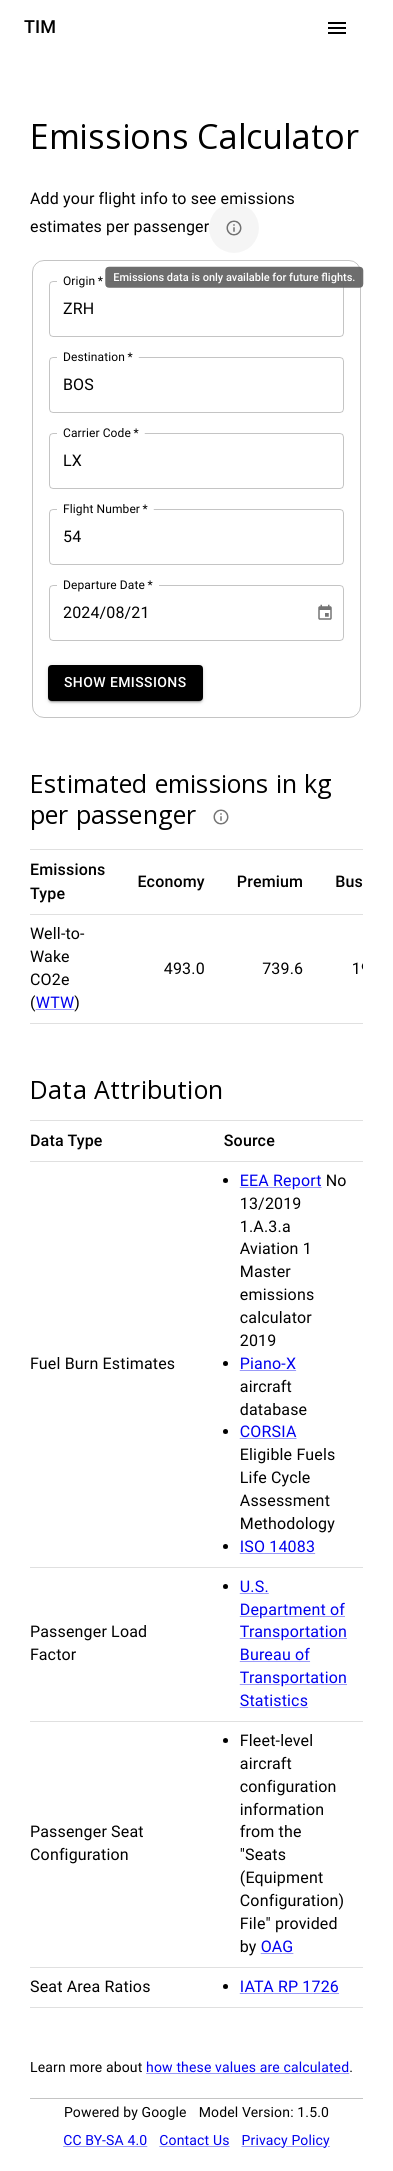 TIM
Emissions Calculator
Add your flight info to see emissions
estimates per passenger
Emissions data is only available for future flights.
Origin *
ZRH
Destination *
BOS
Carrier Code *
LX
Flight Number *
54
Departure Date *
2024/08/21
SHOW EMISSIONS
Estimated emissions in kg
per passenger
Emissions
Type
Economy
Premium
Bus
Well-to-
Wake
CO2e
(WTW)
493.0
739.6
Data Attribution
Data Type
Source
Fuel Burn Estimates
• EEA Report No
13/2019
1.A.3.a
Aviation 1
Master
emissions
calculator
2019
• Piano-X
aircraft
database
• CORSIA
Eligible Fuels
Life Cycle
Assessment
Methodology
• ISO 14083
Passenger Load
Factor
• U.S.
Department of
Transportation
Bureau of
Transportation
Statistics
Passenger Seat
Configuration
• Fleet-level
aircraft
configuration
information
from the
"Seats
(Equipment
Configuration)
File" provided
by OAG
Seat Area Ratios
• IATA RP 1726
Learn more about how these values are calculated.
Powered by Google Model Version: 1.5.0
CC BY-SA 4.0 Contact Us Privacy Policy